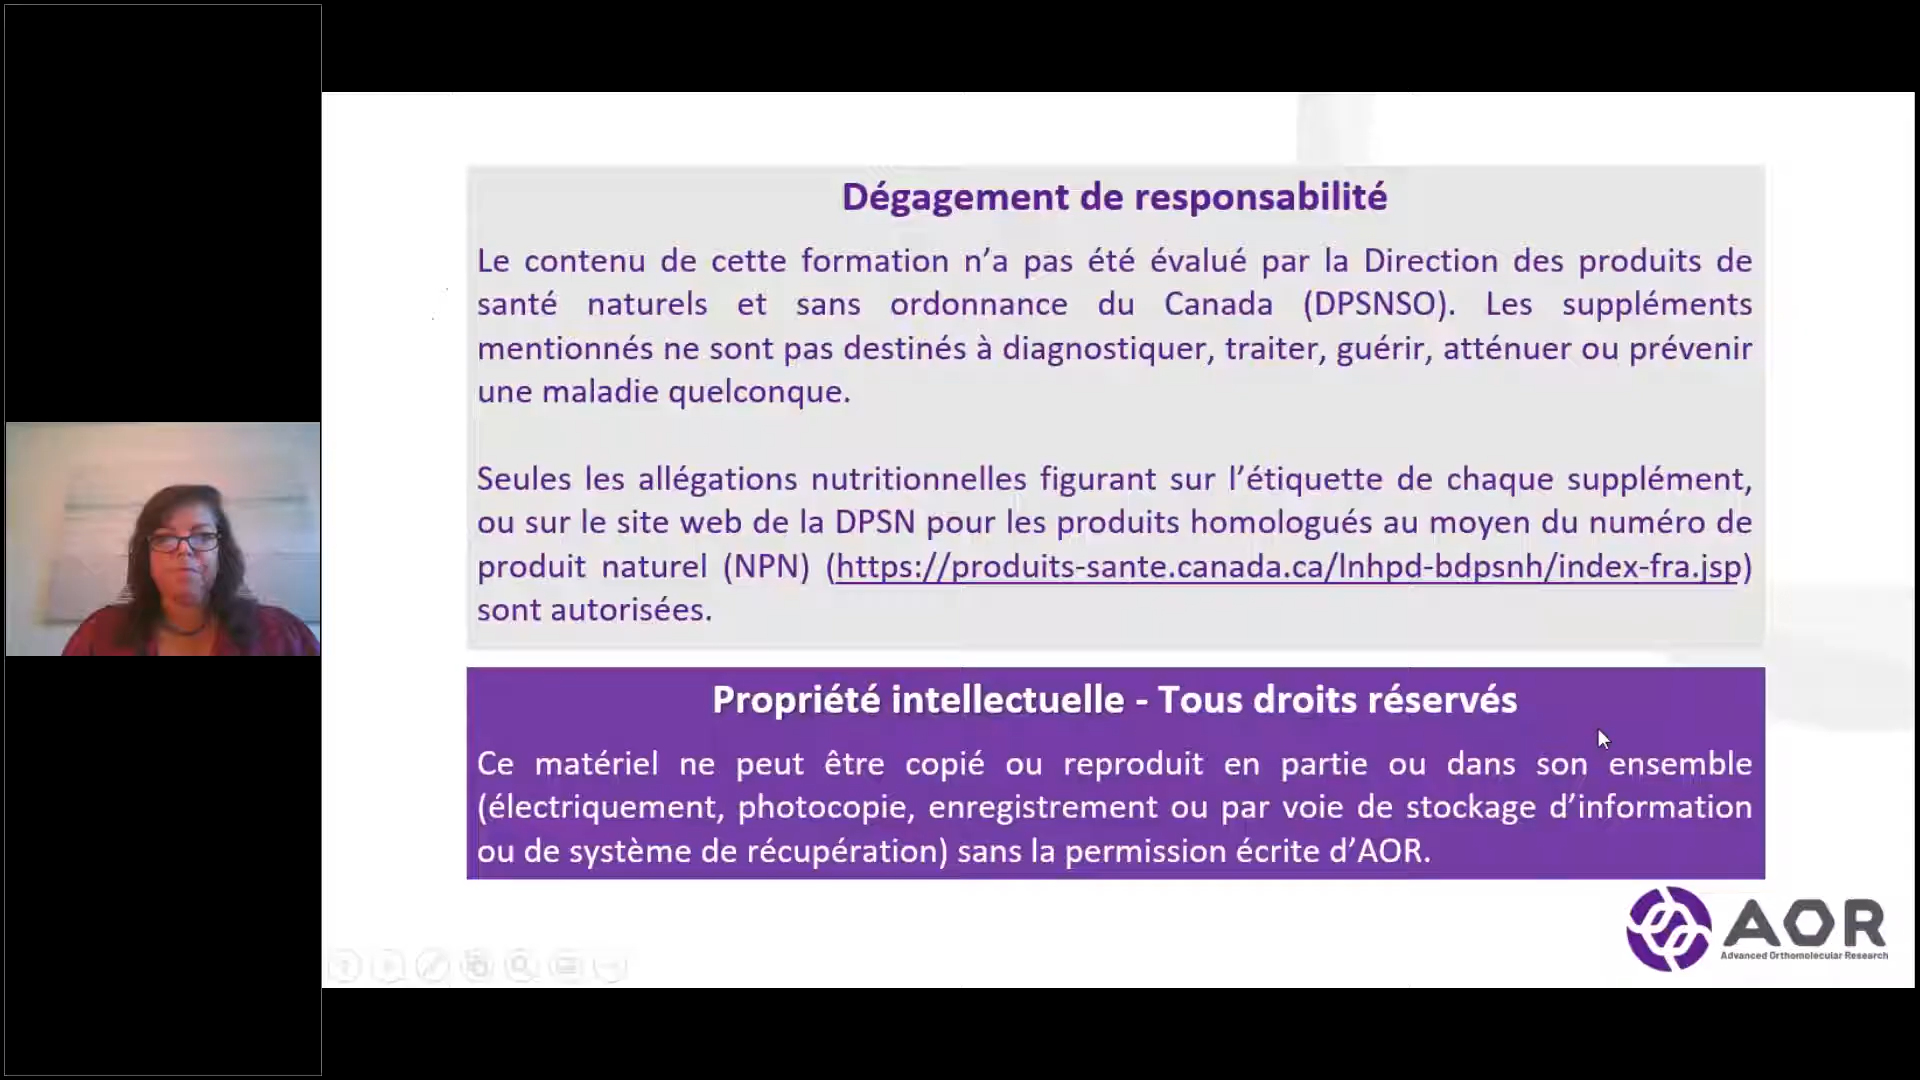 Dégagement de responsabilité
Le contenu de cette formation n’a pas été évalué par la Direction des produits de
santé naturels et sans ordonnance du Canada (DPSNSO). Les suppléments
mentionnés ne sont pas destinés à diagnostiquer, traiter, guérir, atténuer ou prévenir
une maladie quelconque.
Seules les allégations nutritionnelles figurant sur l’étiquette de chaque supplément,
ou sur le site web de la DPSN pour les produits homologués au moyen du numéro de
produit naturel (NPN) (https://produits-sante.canada.ca/lnhpd-bdpsnh/index-fra.jsp)
sont autorisées.
Propriété intellectuelle - Tous droits réservés
Ce matériel ne peut être copié ou reproduit en partie ou dans son ensemble
(électriquement, photocopie, enregistrement ou par voie de stockage d’information
ou de système de récupération) sans la permission écrite d’AOR.
AOR
Advanced Orthomolecular Research